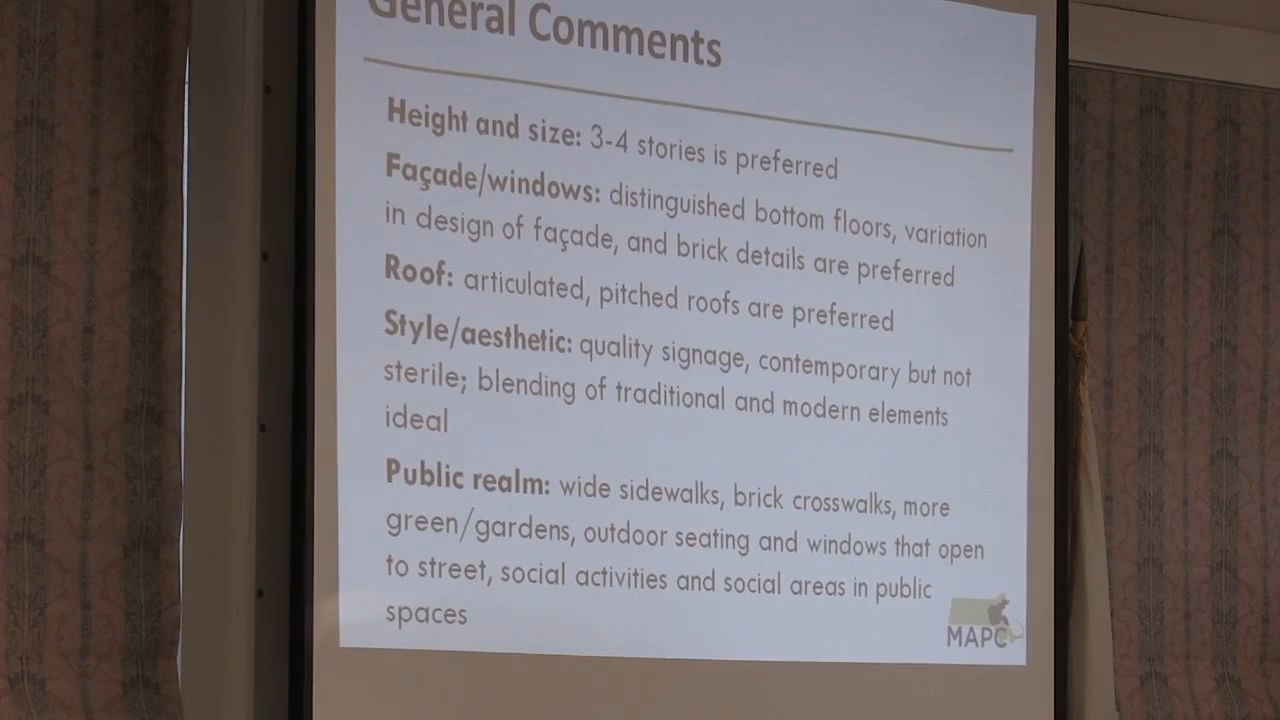 General Comments
Height and size: 3-4 stories is preferred
Façade/windows: distinguished bottom floors, variation
in design of façade, and brick details are preferred
Roof: articulated, pitched roofs are preferred
Style/aesthetic: quality signage, contemporary but not
sterile; blending of traditional and modern elements
ideal
Public realm: wide sidewalks, brick crosswalks, more
green/gardens, outdoor seating and windows that open
to street, social activities and social areas in public
spaces
MAPC